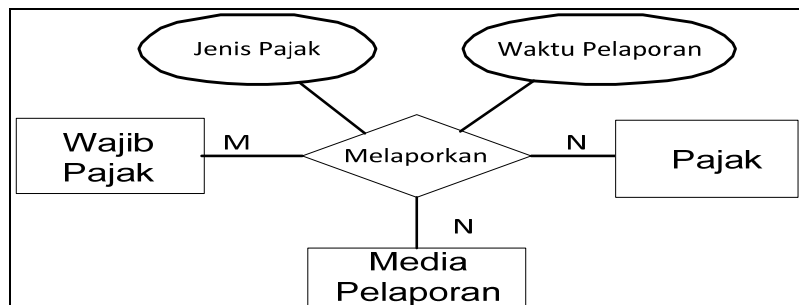 Jenis Pajak
Waktu Pelaporan
Wajib
Pajak
M
Melaporkan
N
Pajak
N
Media
Pelaporan